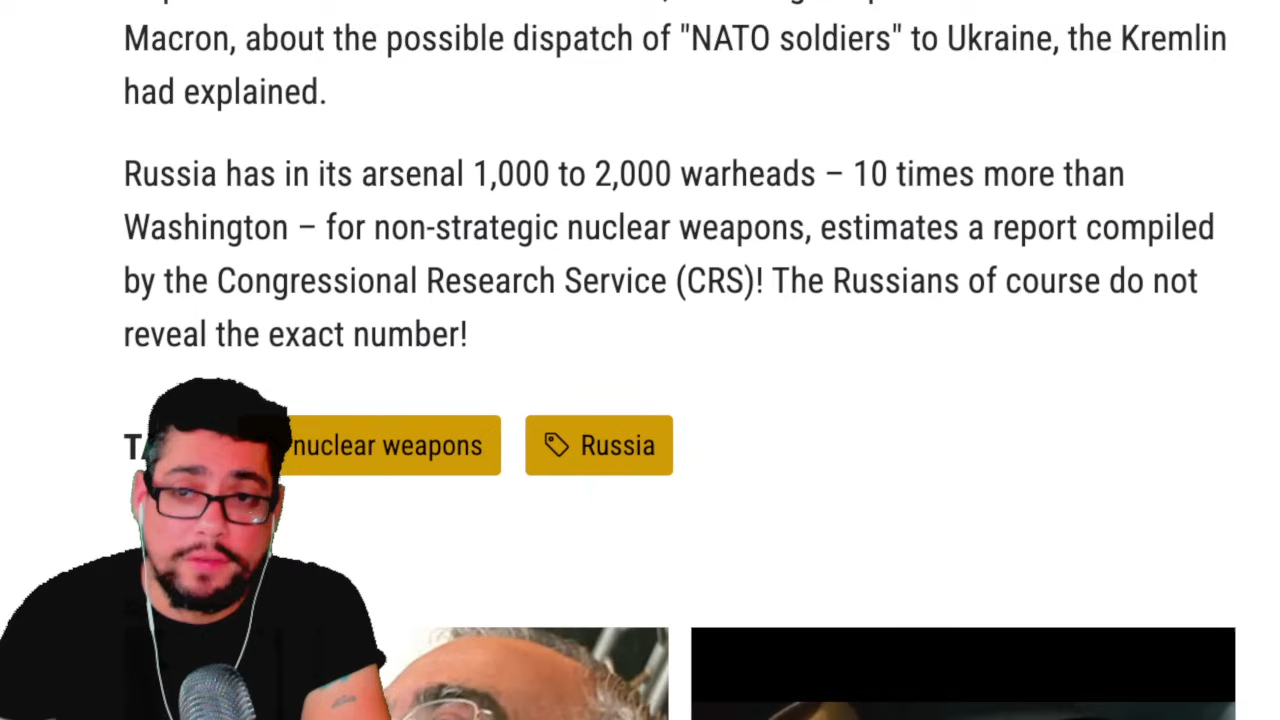 Macron, about the possible dispatch of "NATO soldiers" to Ukraine, the Kremlin
had explained.
Russia has in its arsenal 1,000 to 2,000 warheads – 10 times more than
Washington – for non-strategic nuclear weapons, estimates a report compiled
by the Congressional Research Service (CRS)! The Russians of course do not
reveal the exact number!
nuclear weapons
Russia